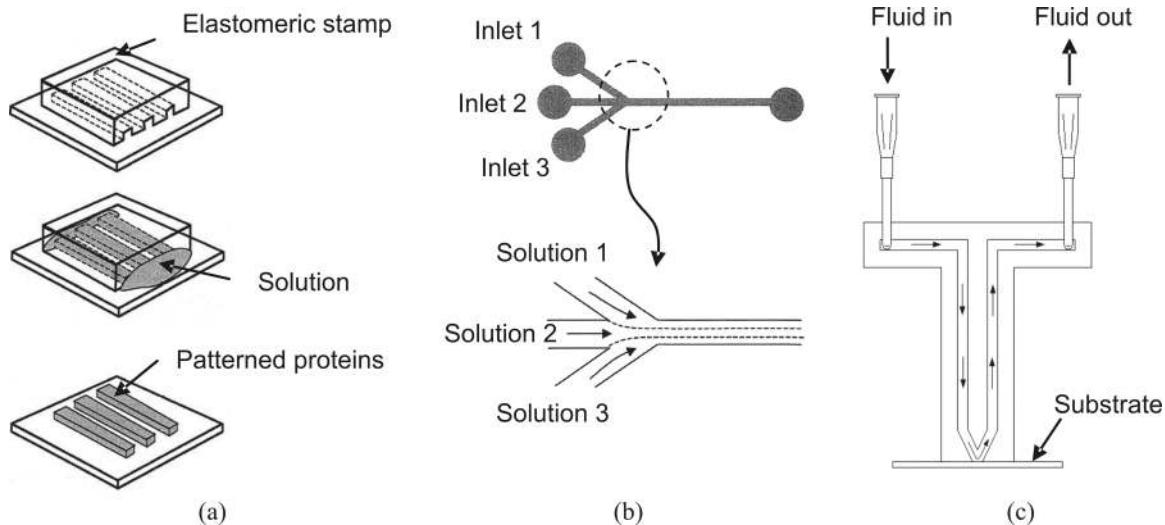 Elastomeric stamp
Solution
Patterned proteins
(a)
Inlet 1
Inlet 2
Inlet 3
Solution 1
Solution 2
Solution 3
(b)
Fluid in
Fluid out
Substrate
(c)